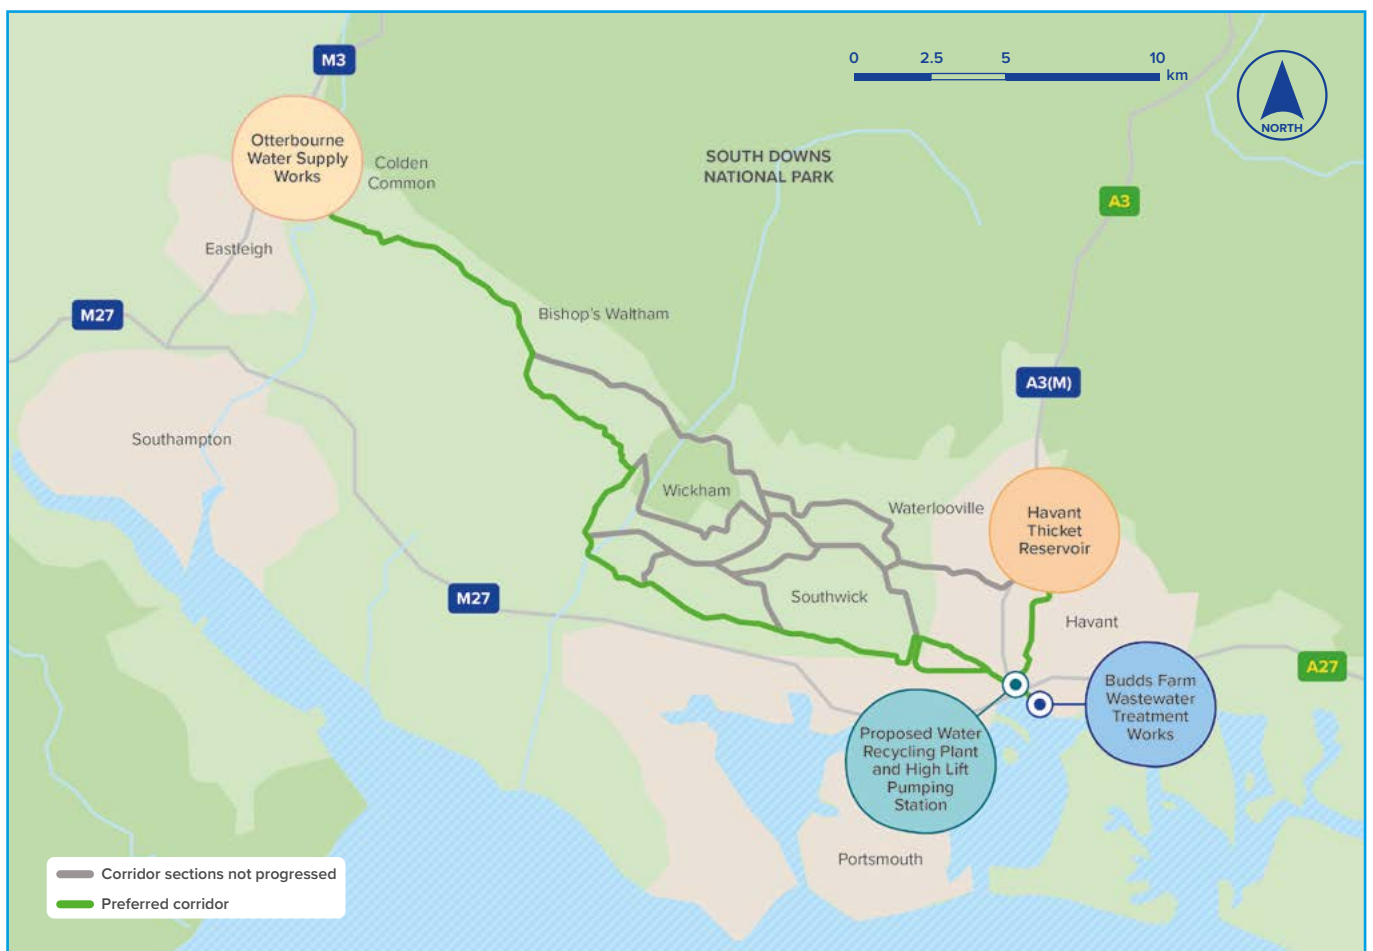 M3
0 2.5 5 10
km
NORTH
Otterbourne
Water Supply
Works
Colden
Common
SOUTH DOWNS
NATIONAL PARK
A3
Eastleigh
M27
Bishop's Waltham
A3(M)
Southampton
Wickham
Waterlooville
Havant
Thicket
Reservoir
M27
Southwick
Havant
A27
Budds Farm
Wastewater
Treatment
Works
Proposed Water
Recycling Plant
and High Lift
Pumping
Station
Portsmouth
Corridor sections not progressed
Preferred corridor